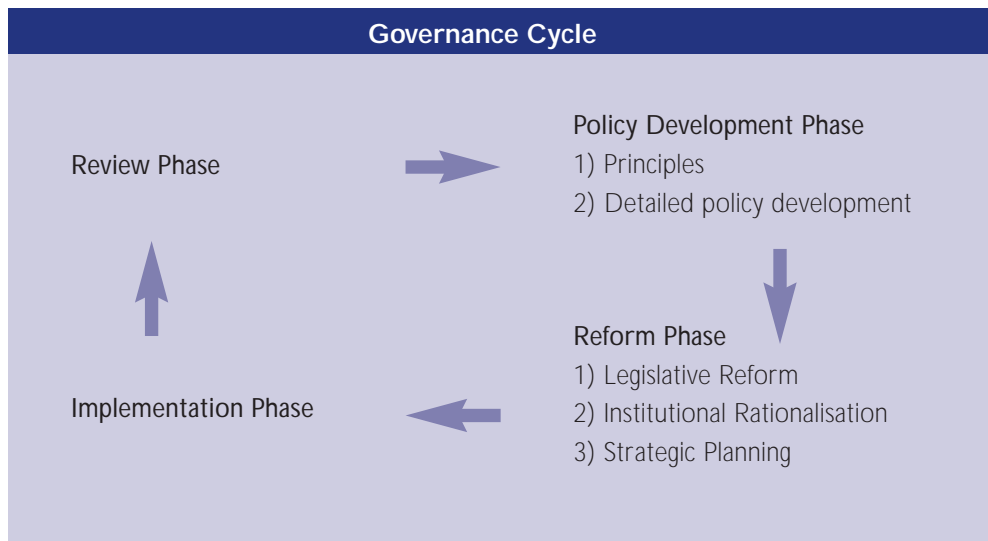 Governance Cycle
Review Phase
Policy Development Phase
1) Principles
2) Detailed policy development
Reform Phase
1) Legislative Reform
2) Institutional Rationalisation
3) Strategic Planning
Implementation Phase